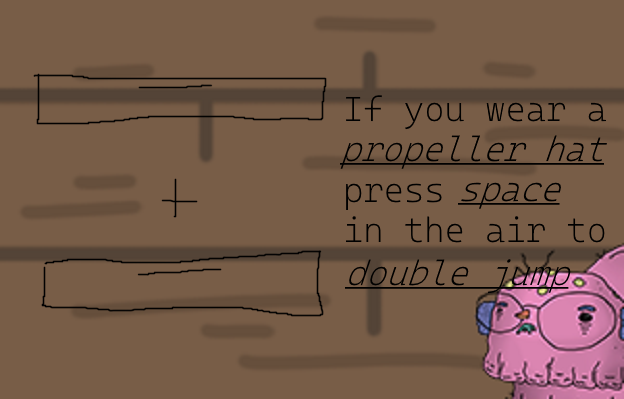 If you wear a
propeller hat
press space
in the air to
double jump